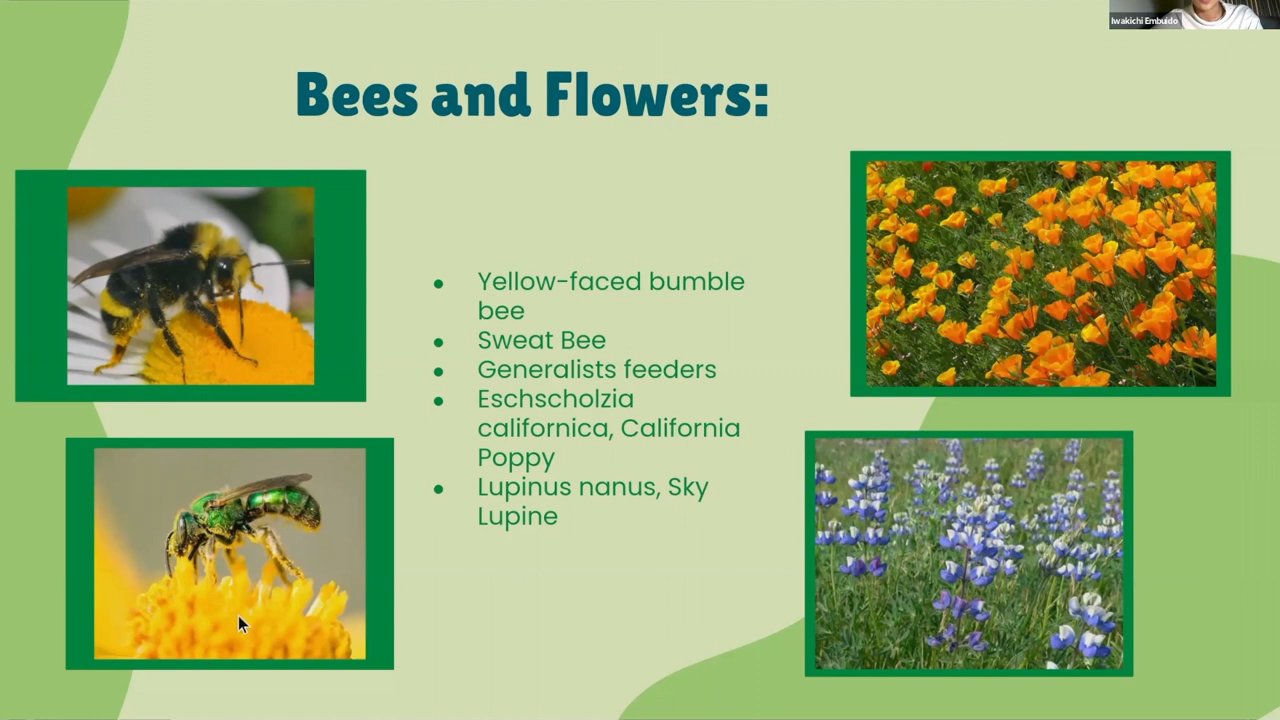 Iwakichi Embuido
Bees and Flowers:
● Yellow-faced bumble
bee
● Sweat Bee
● Generalists feeders
● Eschscholzia
californica, California
Poppy
● Lupinus nanus, Sky
Lupine